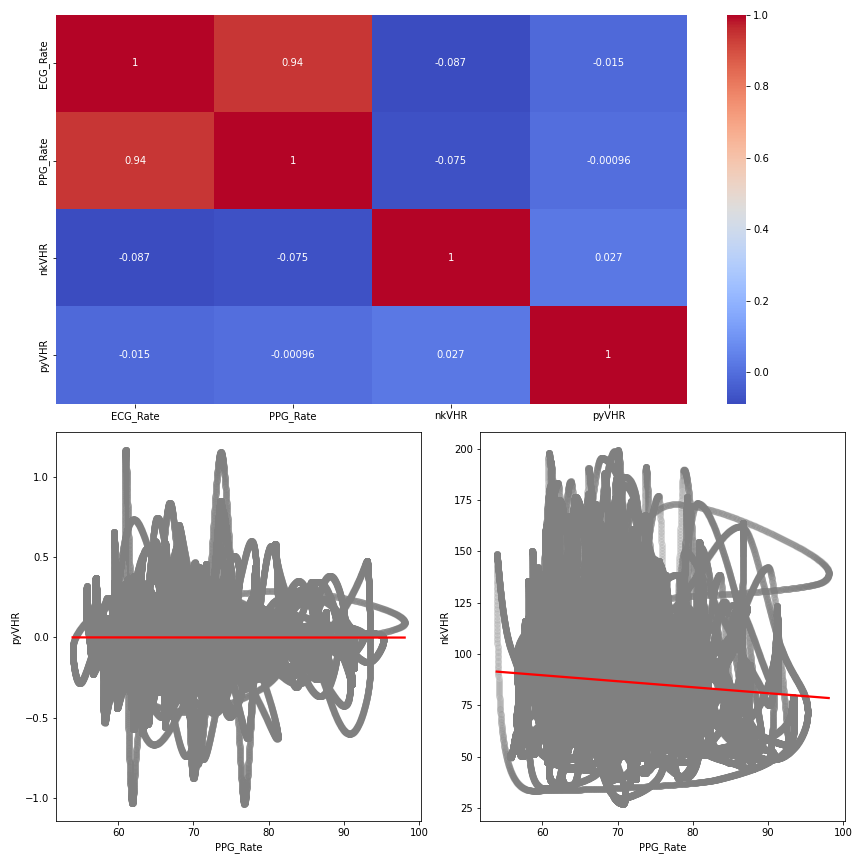 ECG_Rate 1 0.94 -0.087 -0.015
PPG_Rate 0.94 1 -0.075 -0.00096
nkVHR -0.087 -0.075 1 0.027
pyVHR -0.015 -0.00096 0.027 1
ECG_Rate PPG_Rate nkVHR pyVHR
1.0
0.8
0.6
0.4
0.2
0.0
pyVHR
1.0
0.5
0.0
−0.5
−1.0
60 70 80 90 100
PPG_Rate
nkVHR
200
175
150
125
100
75
50
25
60 70 80 90 100
PPG_Rate